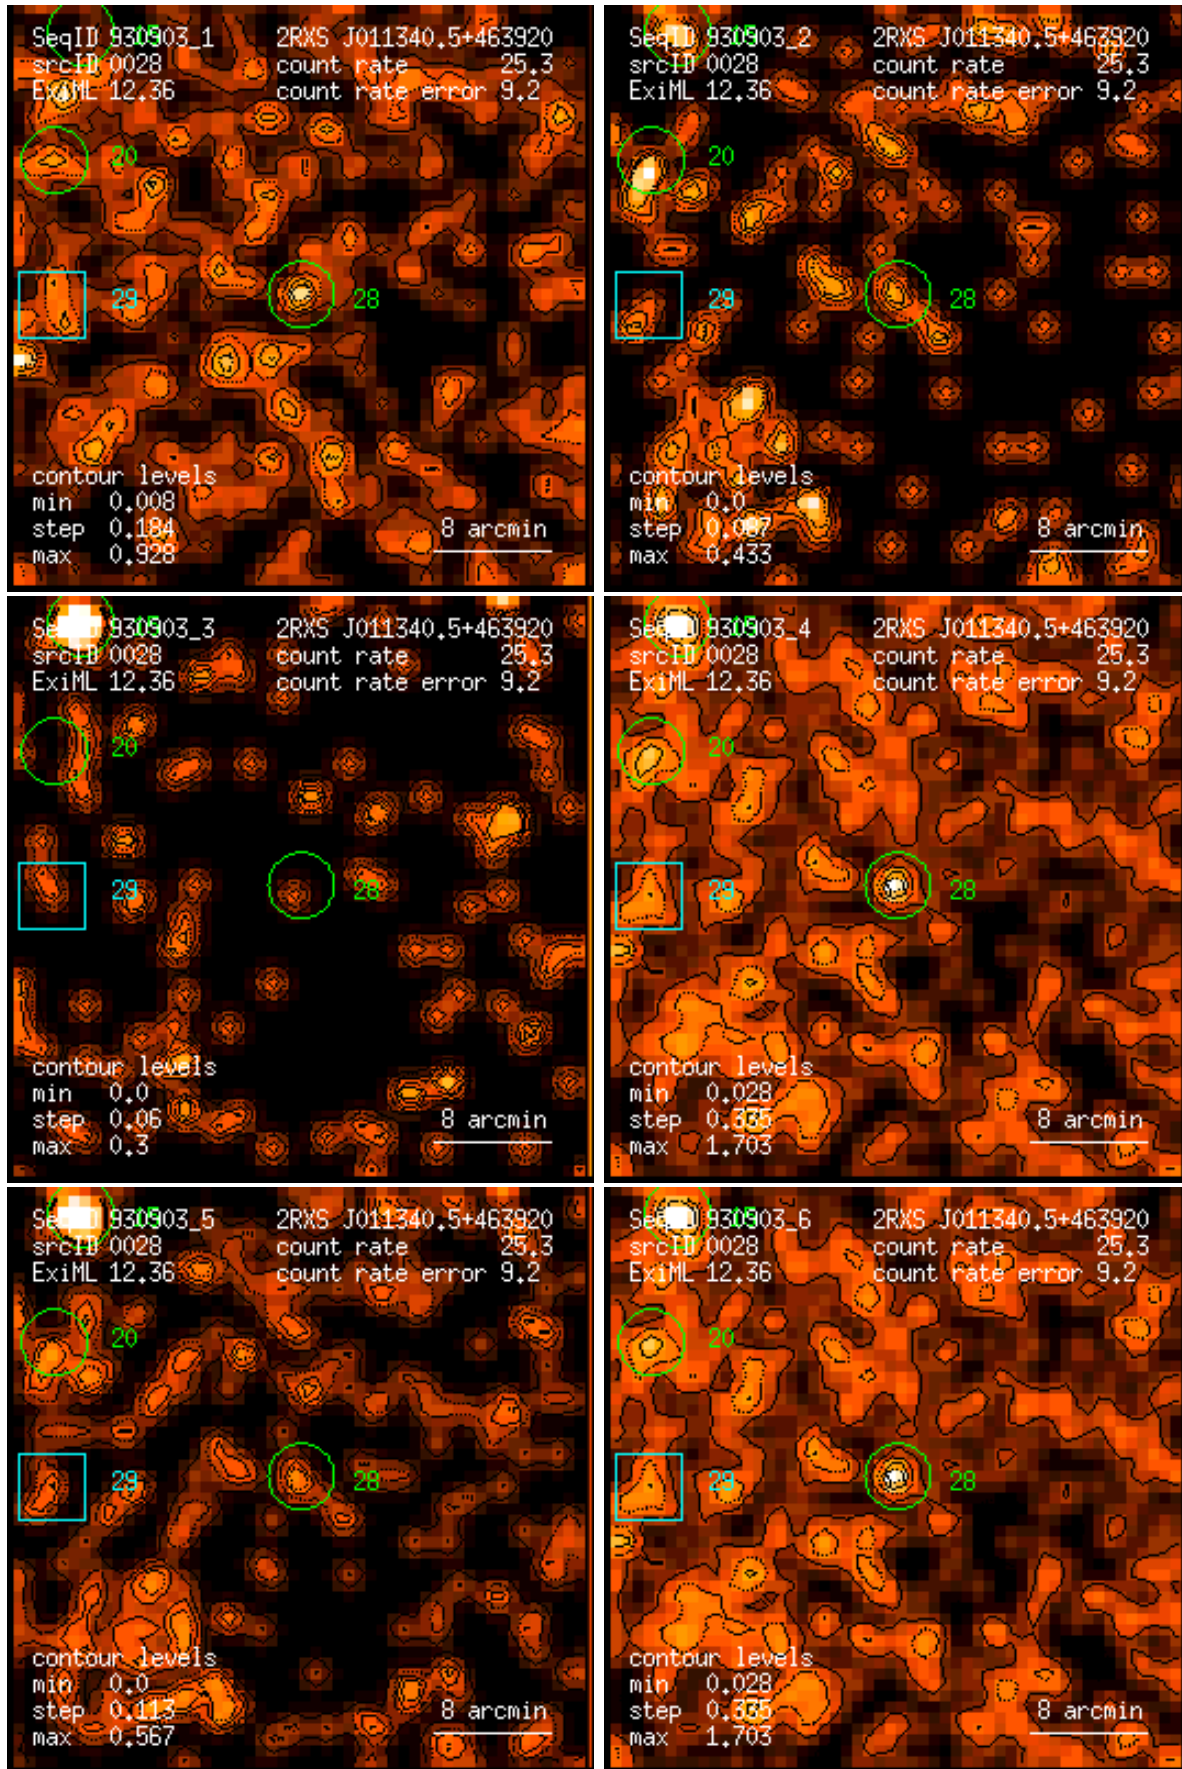 SeqID 930903_1 2RXS J011340.5+463920
srcID 0028 count rate 25.3
ExiML 12.36 count rate error 9.2
20
29
28
contour levels
min 0.008
step 0.184
max 0.928
8 arcmin
SeqID 930903_2 2RXS J011340.5+463920
srcID 0028 count rate 25.3
ExiML 12.36 count rate error 9.2
20
29
28
contour levels
min 0.0
step 0.087
max 0.433
8 arcmin
SeqID 930903_3 2RXS J011340.5+463920
srcID 0028 count rate 25.3
ExiML 12.36 count rate error 9.2
20
29
28
contour levels
min 0.0
step 0.06
max 0.3
8 arcmin
SeqID 930903_4 2RXS J011340.5+463920
srcID 0028 count rate 25.3
ExiML 12.36 count rate error 9.2
20
29
28
contour levels
min 0.028
step 0.335
max 1.703
8 arcmin
SeqID 930903_5 2RXS J011340.5+463920
srcID 0028 count rate 25.3
ExiML 12.36 count rate error 9.2
20
29
28
contour levels
min 0.0
step 0.113
max 0.567
8 arcmin
SeqID 930903_6 2RXS J011340.5+463920
srcID 0028 count rate 25.3
ExiML 12.36 count rate error 9.2
20
29
28
contour levels
min 0.028
step 0.335
max 1.703
8 arcmin